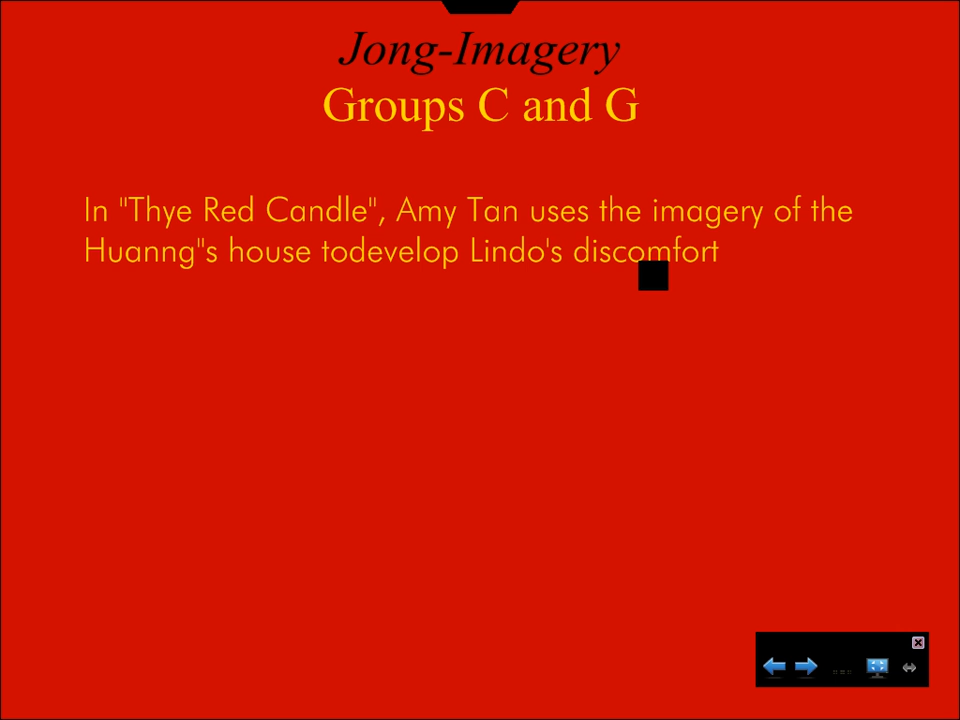 Jong-Imagery
Groups C and G
In "Thye Red Candle", Amy Tan uses the imagery of the
Huanng"s house todevelop Lindo's discomfort